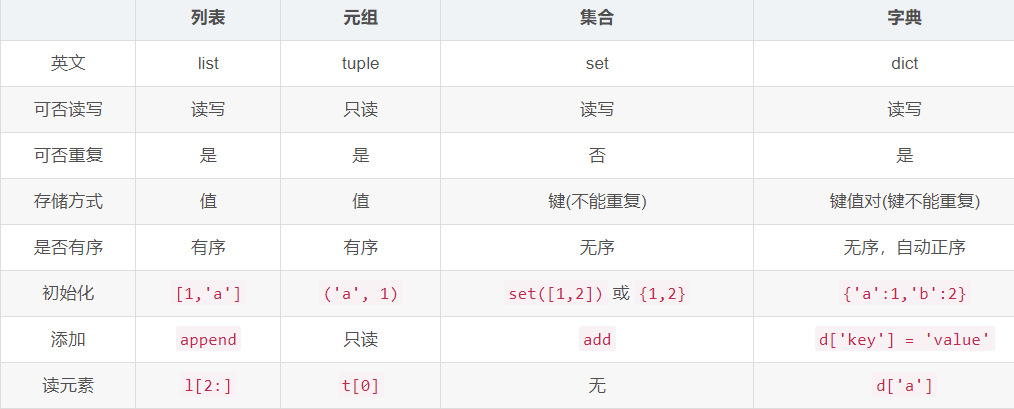 列表 元组 集合 字典
英文 list tuple set dict
可否读写 读写 只读 读写 读写
可否重复 是 是 否 是
存储方式 值 值 键(不能重复) 键值对(键不能重复)
是否有序 有序 有序 无序 无序，自动正序
初始化 [1,'a'] ('a', 1) set([1,2]) 或 {1,2} {'a':1,'b':2}
添加 append 只读 add d['key'] = 'value'
读元素 l[2:] t[0] 无 d['a']